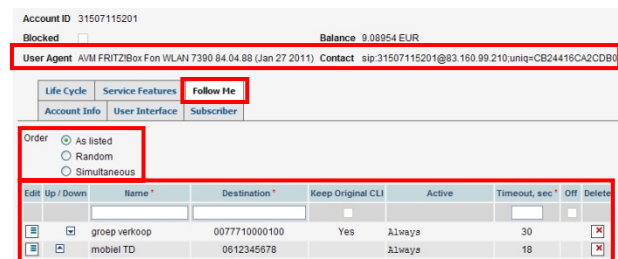 Account ID 31507115201
Blocked Balance 9.08954 EUR
User Agent AVM FRITZ!Box Fon WLAN 7390 84.04.88 (Jan 27 2011) Contact sip:31507115201@83.160.99.210;uniq=CB24416CA2CDB0
Life Cycle Service Features Follow Me
Account Info User Interface Subscriber
Order As listed
Random
Simultaneous
Edit Up / Down Name * Destination * Keep Original CLI Active Timeout, sec * Off Delete
groep verkoop 0077710000100 Yes Always 30
mobiel TD 0612345678 Always 18